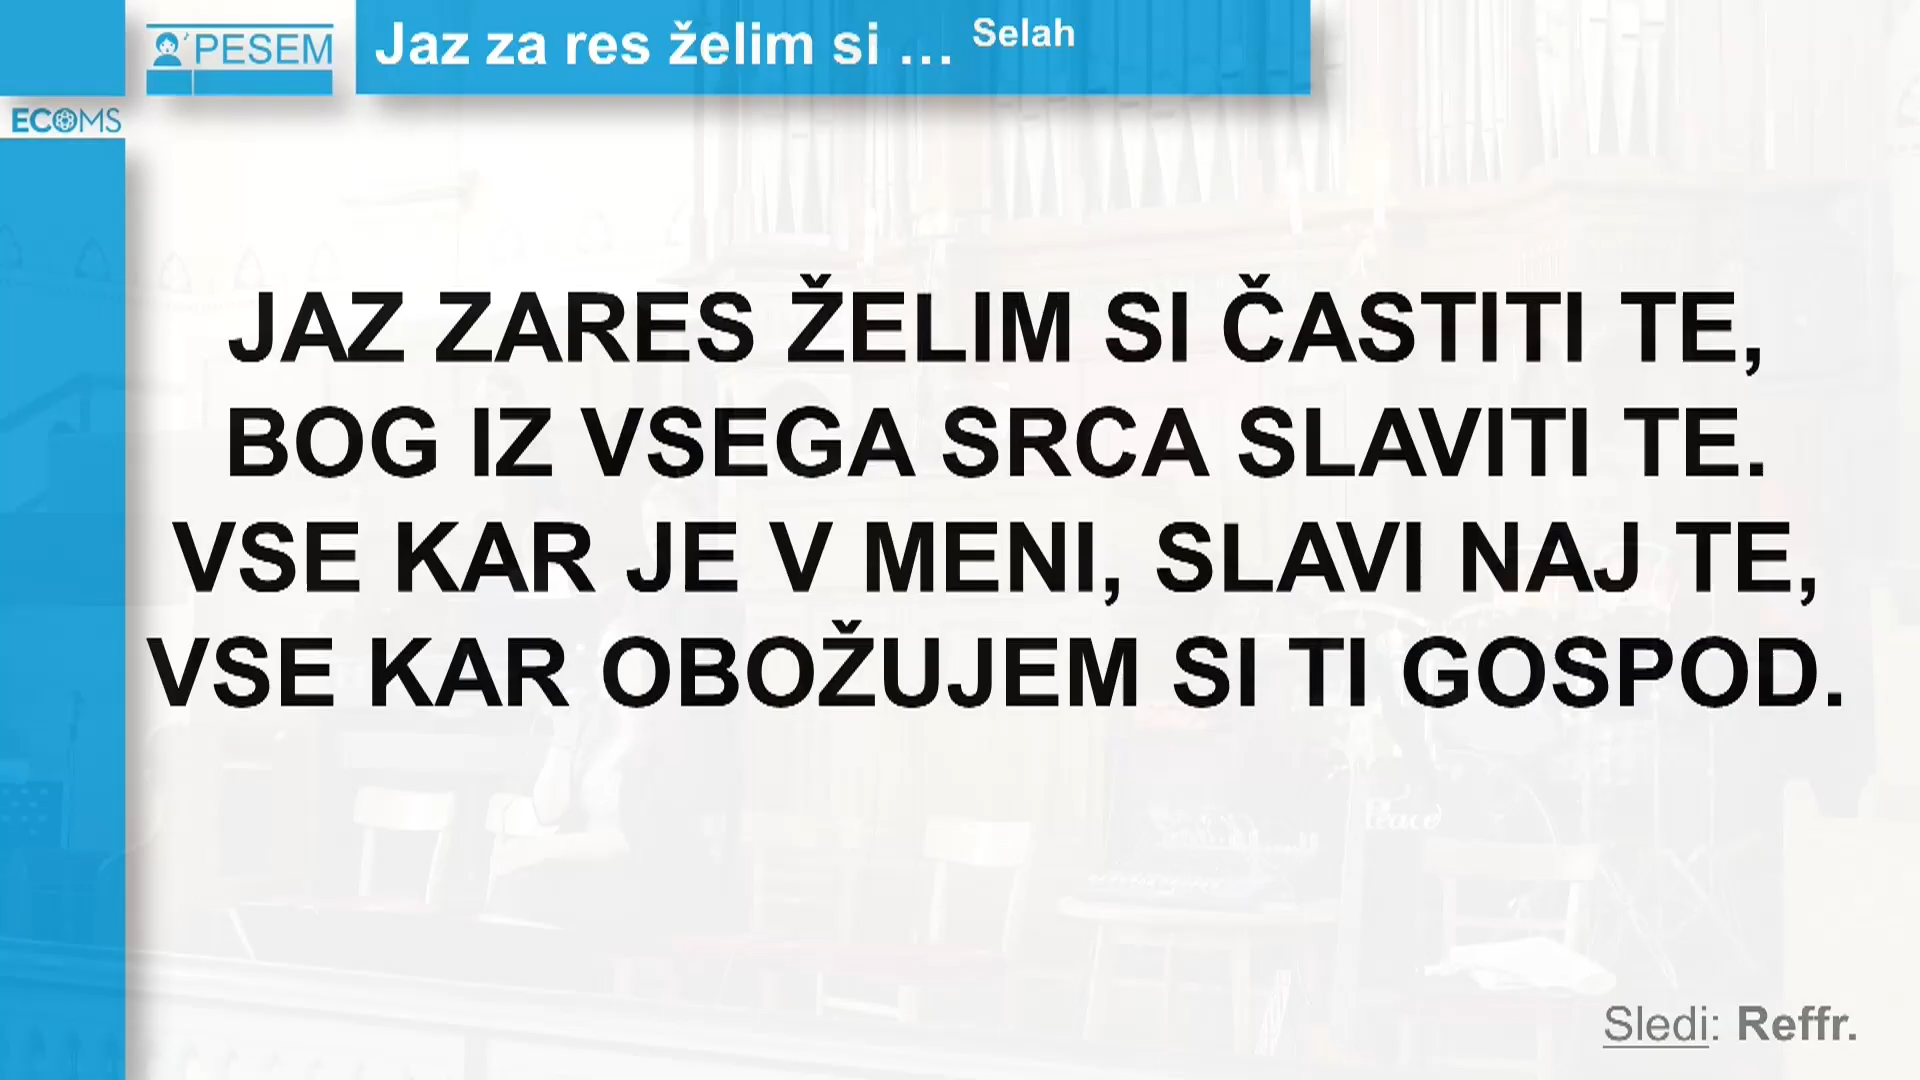 PESEM
Jaz za res želim si ... Selah
ECOMS
JAZ ZARES ŽELIM SI ČASTITI TE,
BOG IZ VSEGA SRCA SLAVITI TE.
VSE KAR JE V MENI, SLAVI NAJ TE,
VSE KAR OBOŽUJEM SI TI GOSPOD.
Peace
Sledi: Reffr.